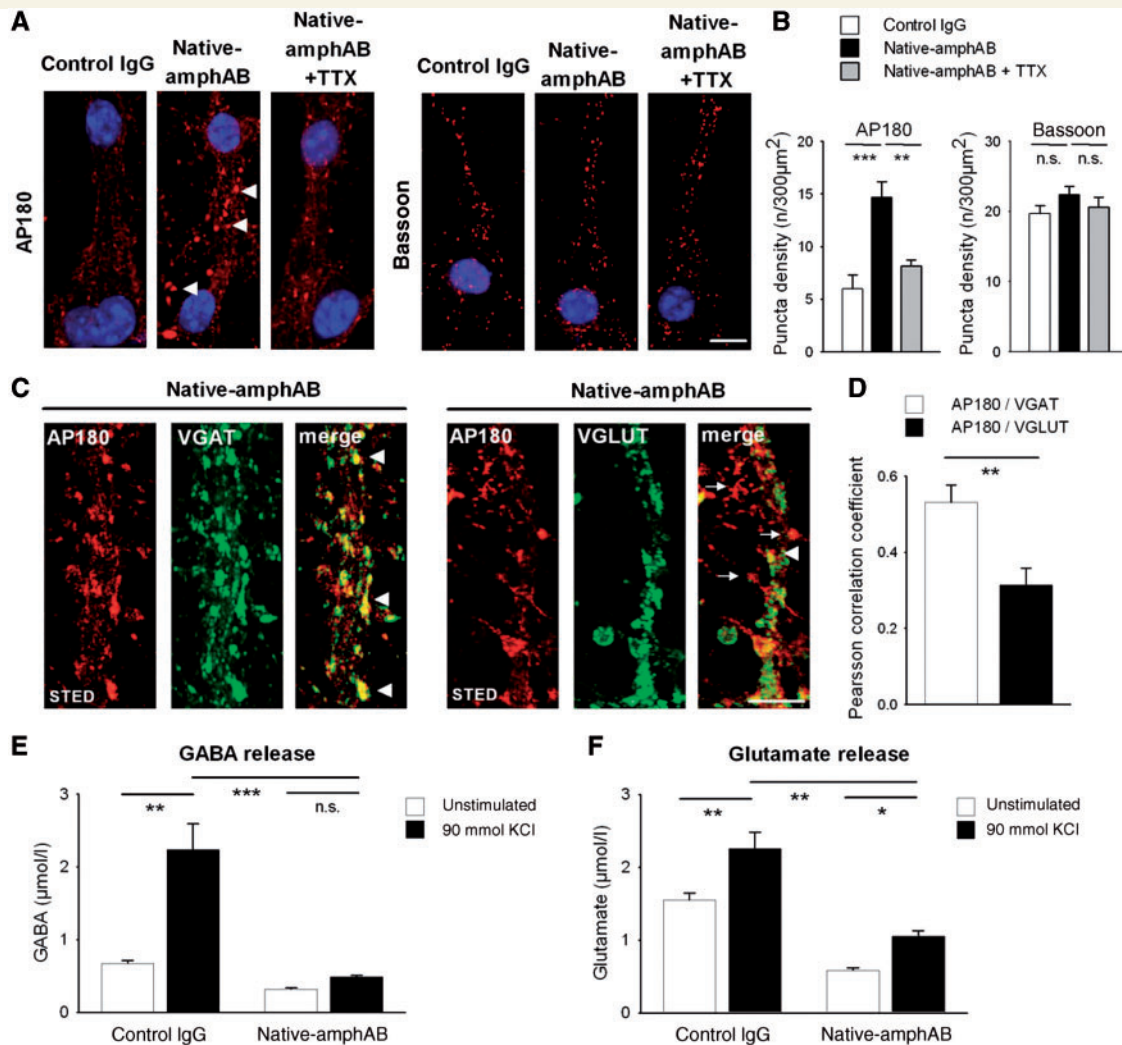 A
Control IgG
Native-
amphAB
Native-
amphAB
+TTX
Control IgG
Native-
amphAB
Native-
amphAB
+TTX
AP180
Bassoon
B
Control IgG
Native-amphAB
Native-amphAB + TTX
AP180
*** **
Puncta density (n/300µm²)
20
15
10
5
0
Bassoon
n.s. n.s.
Puncta density (n/300µm²)
40
30
20
10
0
C
Native-amphAB
AP180 VGAT merge
STED
Native-amphAB
AP180 VGLUT merge
STED
D
AP180 / VGAT
AP180 / VGLUT
**
Pearsson correlation coefficient
0.6
0.4
0.2
0.0
E
GABA release
*** 
** n.s.
Unstimulated
90 mmol KCl
GABA (µmol/l)
3
2
1
0
Control IgG Native-amphAB
F
Glutamate release
**
** *
Unstimulated
90 mmol KCl
Glutamate (µmol/l)
3
2
1
0
Control IgG Native-amphAB